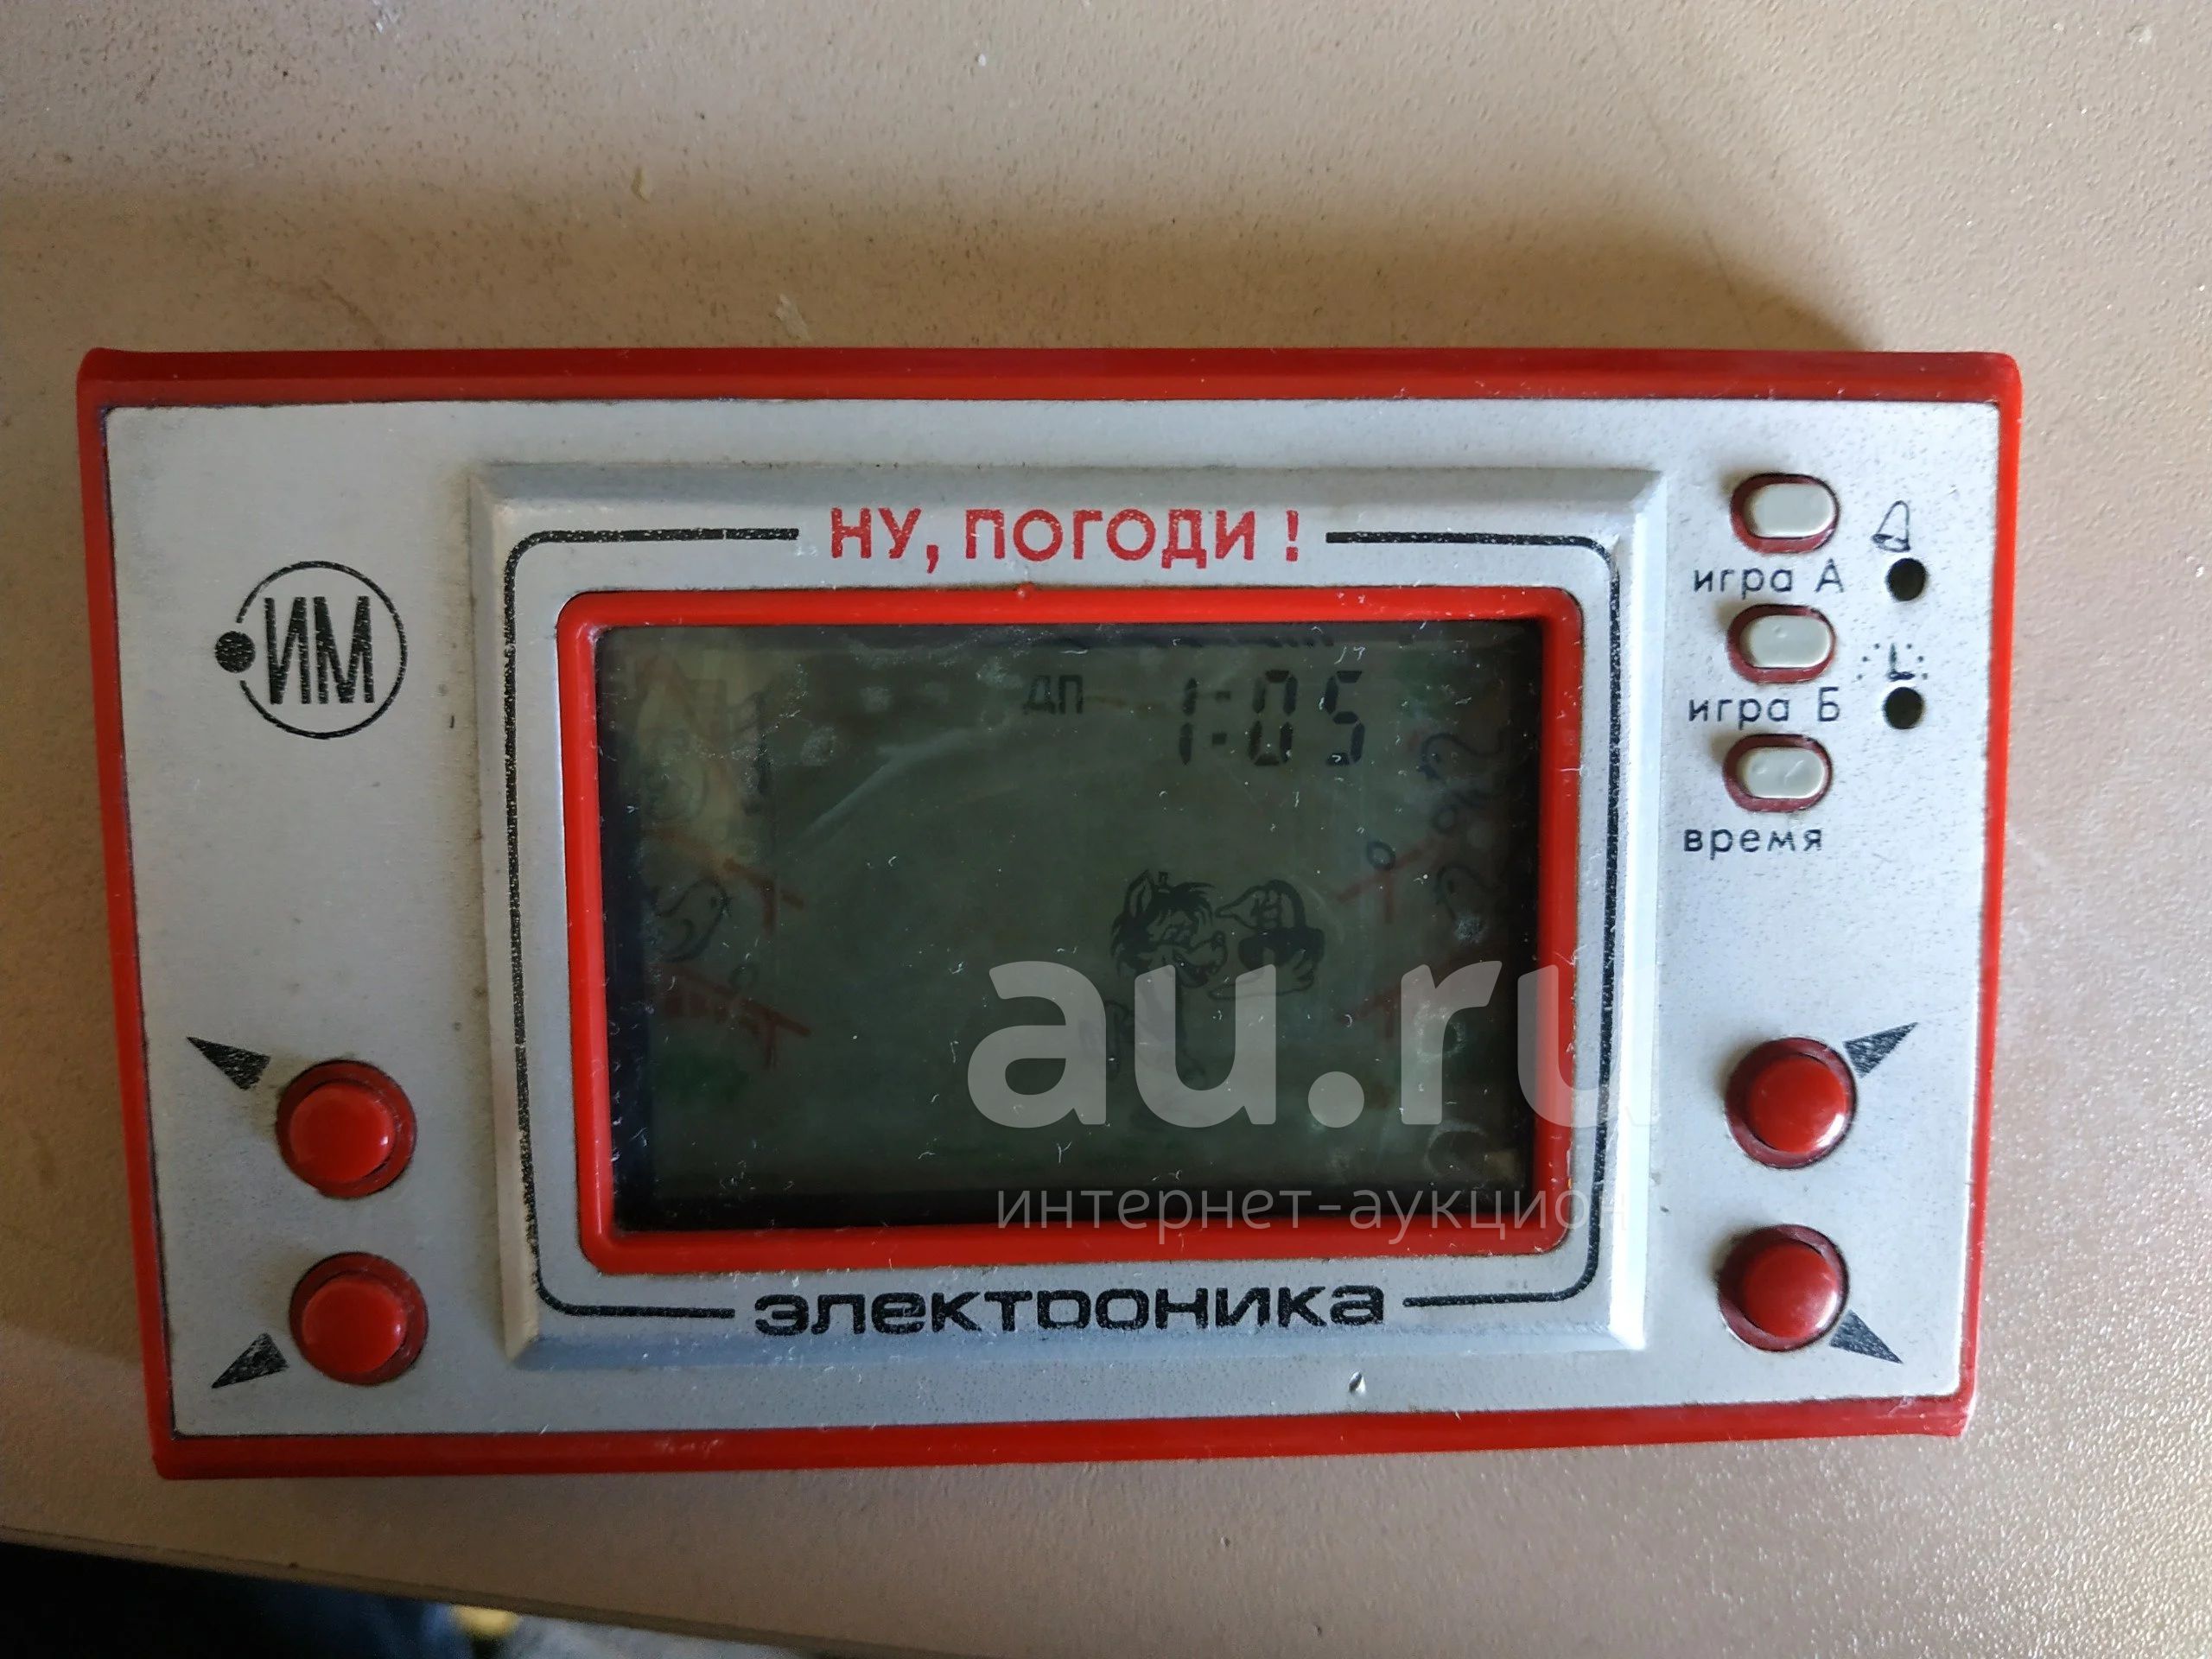 НУ, ПОГОДИ!
ИМ
ДП 1:05
игра А
игра Б
время
au.ru
интернет-аукцион
электроника